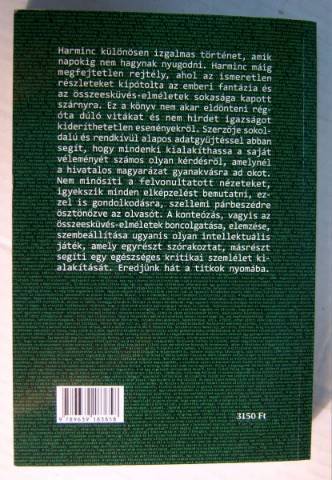 Harminc különösen izgalmas történet, amik
napokig nem hagynak nyugodni. Harminc máig
megfejtetlen rejtély, ahol az ismeretlen
részleteket kipótolta az emberi fantázia és
az összeesküvés-elméletek sokasága kapott
szárnyra. Ez a könyv nem akar eldönteni rég-
óta dúló vitákat és nem hirdet igazságot
kideríthetetlen eseményekről. Szerzője sokol-
dalú és rendkívül alapos adatgyűjtéssel abban
segít, hogy mindenki kialakíthassa a saját
véleményét számos olyan kérdésről, amelynél
a hivatalos magyarázat gyanakvásra ad okot.
Nem minősíti a felvonultatott nézeteket,
igyekszik minden elképzelést bemutatni, ez-
zel is gondolkodásra, szellemi párbeszédre
ösztönözve az olvasót. A konteózás, vagyis az
összeesküvés-elméletek boncolgatása, elemzése,
szembeállítása ugyanis olyan intellektuális
játék, amely egyrészt szórakoztat, másrészt
segíti egy egészséges kritikai szemlélet ki-
alakítását. Eredjünk hát a titkok nyomába.
3150 Ft